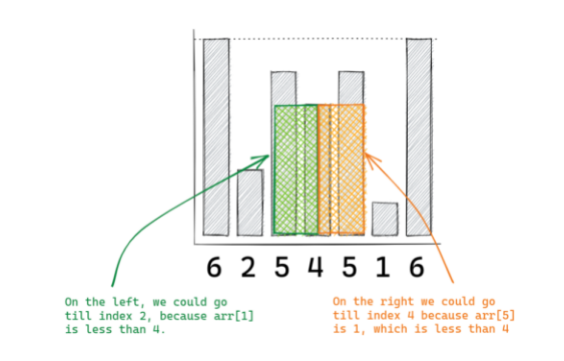 6 2 5 4 5 1 6
On the left, we could go
till index 2, because arr[1]
is less than 4.
On the right we could go
till index 4 because arr[5]
is 1, which is less than 4